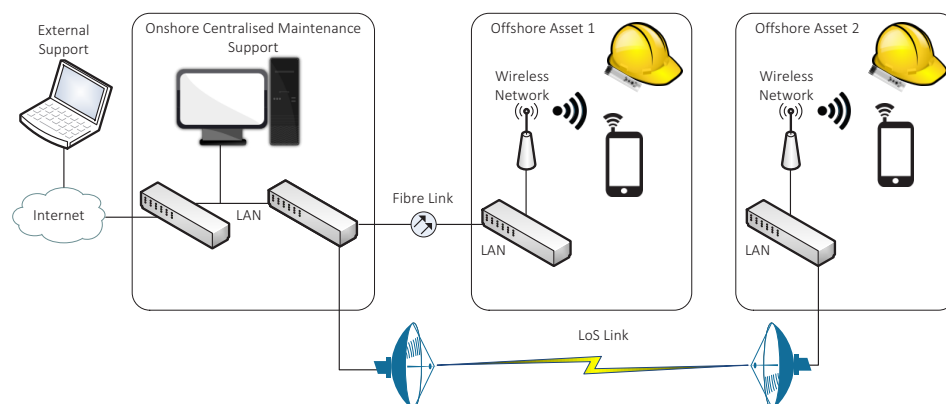 External
Support
Onshore Centralised Maintenance
Support
Offshore Asset 1
Offshore Asset 2
Wireless
Network
Wireless
Network
Internet
LAN
Fibre Link
LAN
LAN
LoS Link